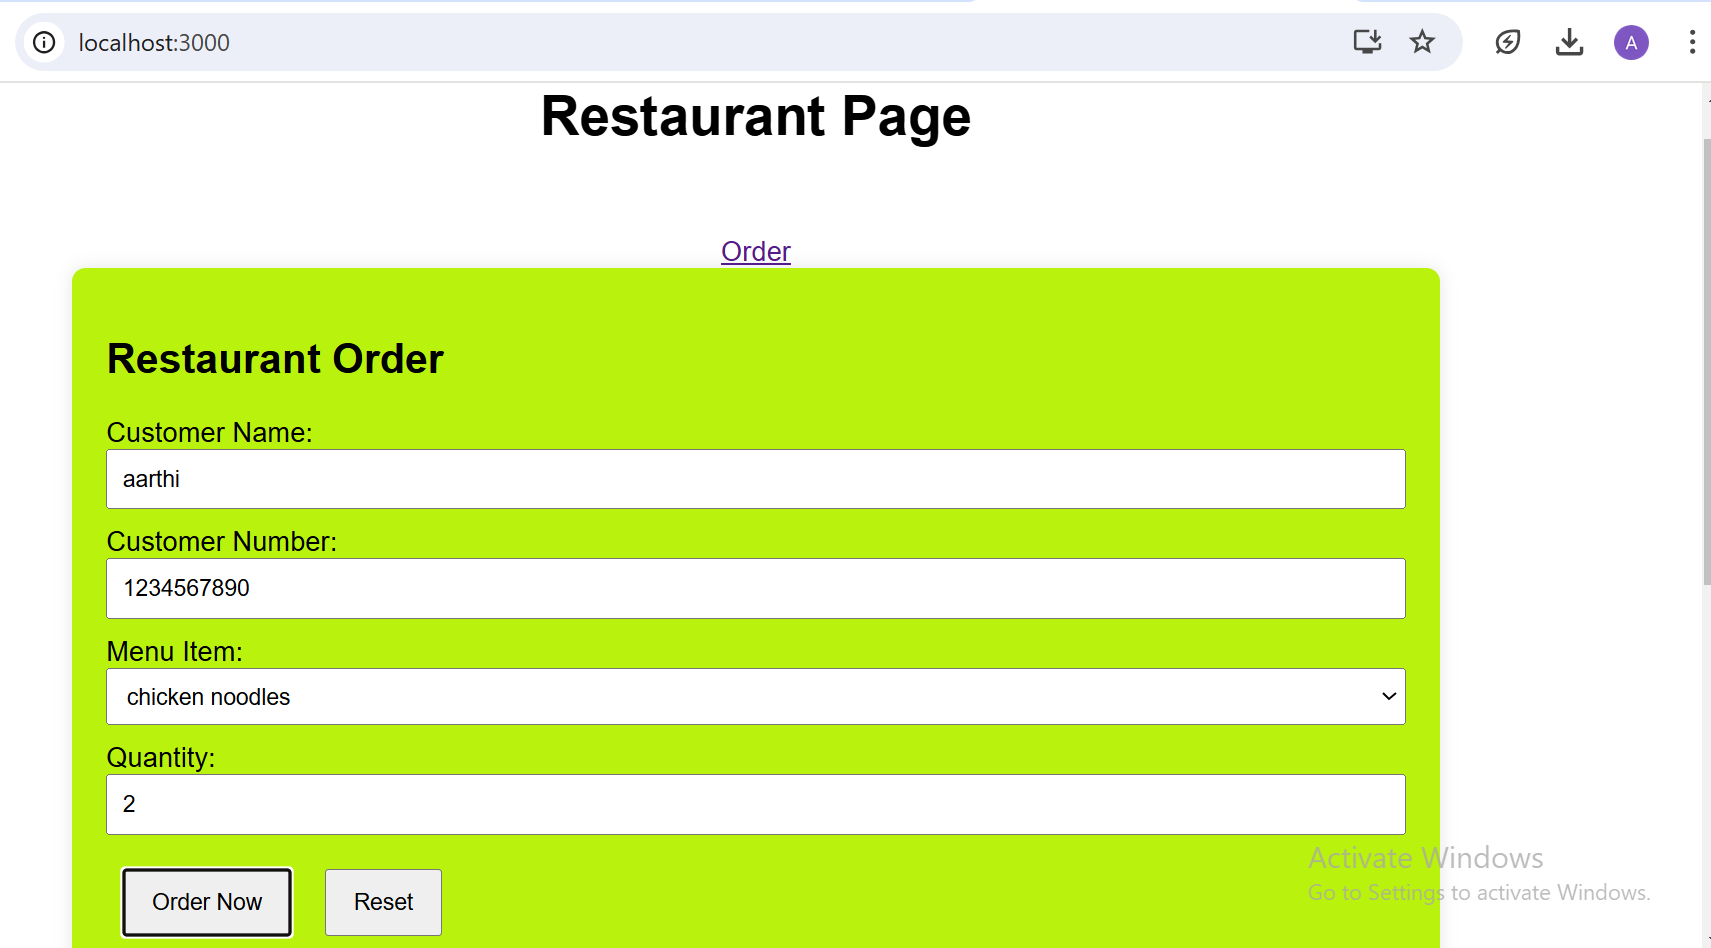 localhost:3000
A
Restaurant Page
Order
Restaurant Order
Customer Name:
aarthi
Customer Number:
1234567890
Menu Item:
chicken noodles
Quantity:
2
Order Now
Reset
Activate Windows
Go to Settings to activate Windows.